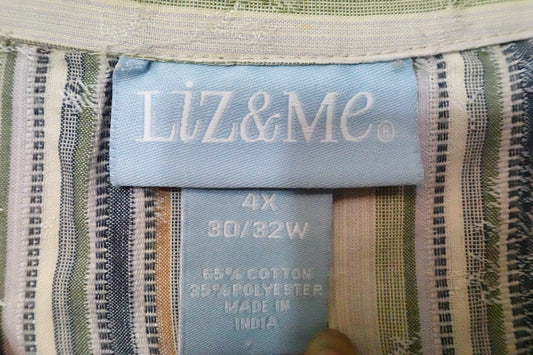 LiZ&Me®
4X
30/32W
65% COTTON
35% POLYESTER
MADE IN
INDIA